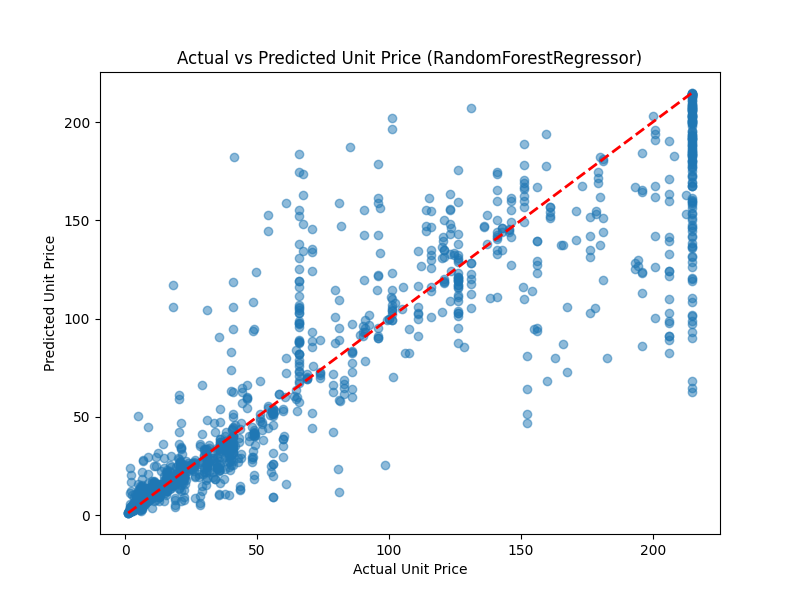 Actual vs Predicted Unit Price (RandomForestRegressor)
200
150
100
50
0
Predicted Unit Price
0 50 100 150 200
Actual Unit Price